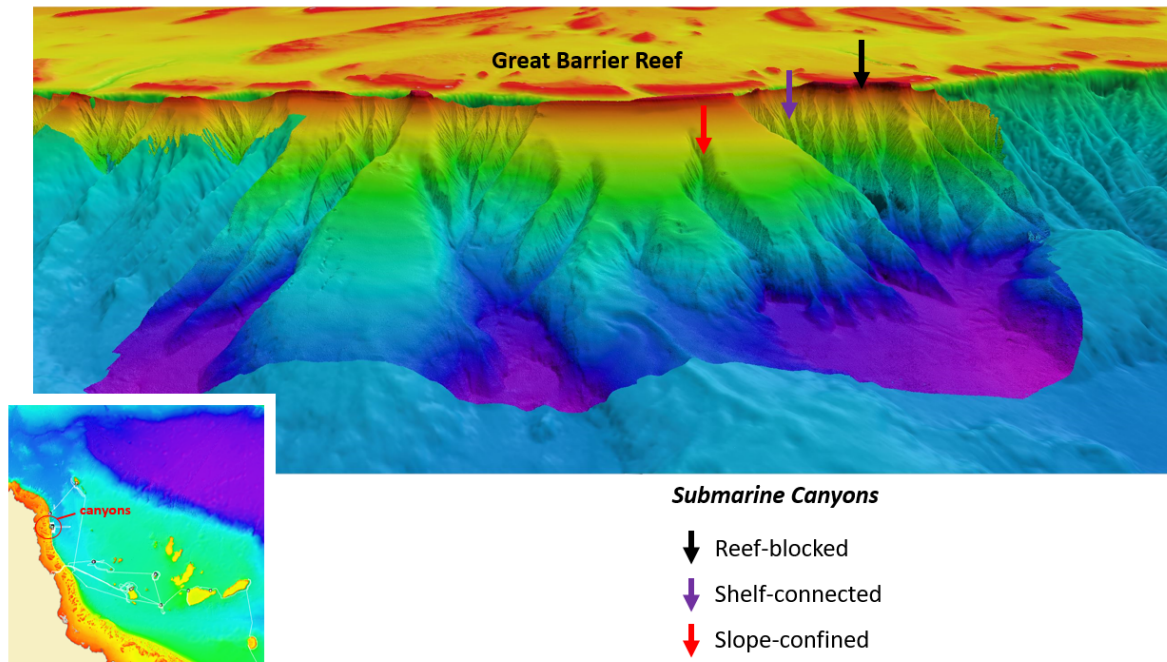 Great Barrier Reef
canyons
Submarine Canyons
Reef-blocked
Shelf-connected
Slope-confined